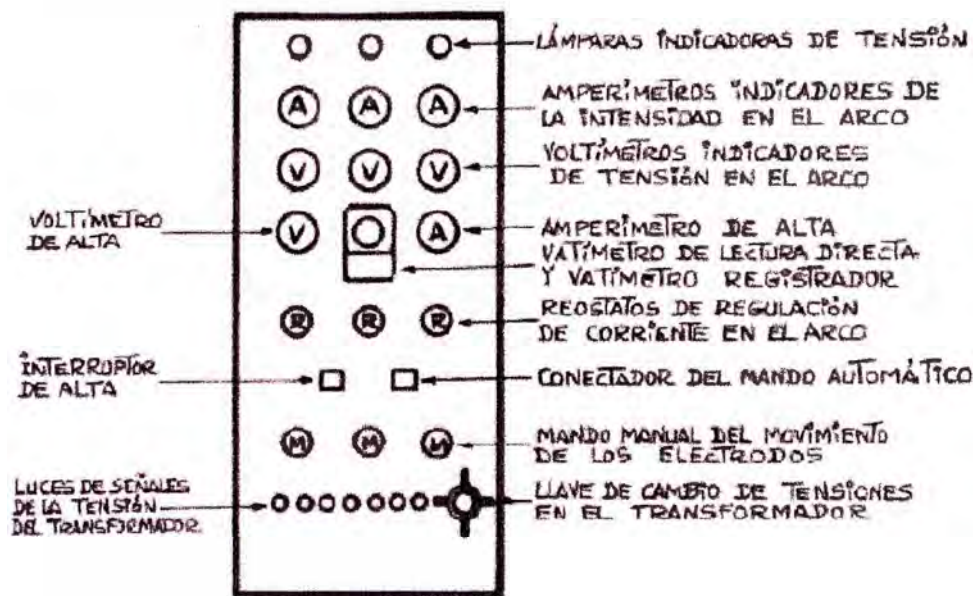 LÁMPARAS INDICADORAS DE TENSIÓN
A A A
AMPERÍMETROS INDICADORES DE
LA INTENSIDAD EN EL ARCO
V V V
VOLTÍMETROS INDICADORES
DE TENSIÓN EN EL ARCO
VOLTÍMETRO
DE ALTA
V A
AMPERÍMETRO DE ALTA
VATÍMETRO DE LECTURA DIRECTA
Y VATÍMETRO REGISTRADOR
R R R
REOSTATOS DE REGULACIÓN
DE CORRIENTE EN EL ARCO
INTERRUPTOR
DE ALTA
CONECTADOR DEL MANDO AUTOMÁTICO
M M M
MANDO MANUAL DEL MOVIMIENTO
DE LOS ELECTRODOS
LUCES DE SEÑALES
DE LA TENSIÓN
DEL TRANSFORMADOR
LLAVE DE CAMBIO DE TENSIONES
EN EL TRANSFORMADOR